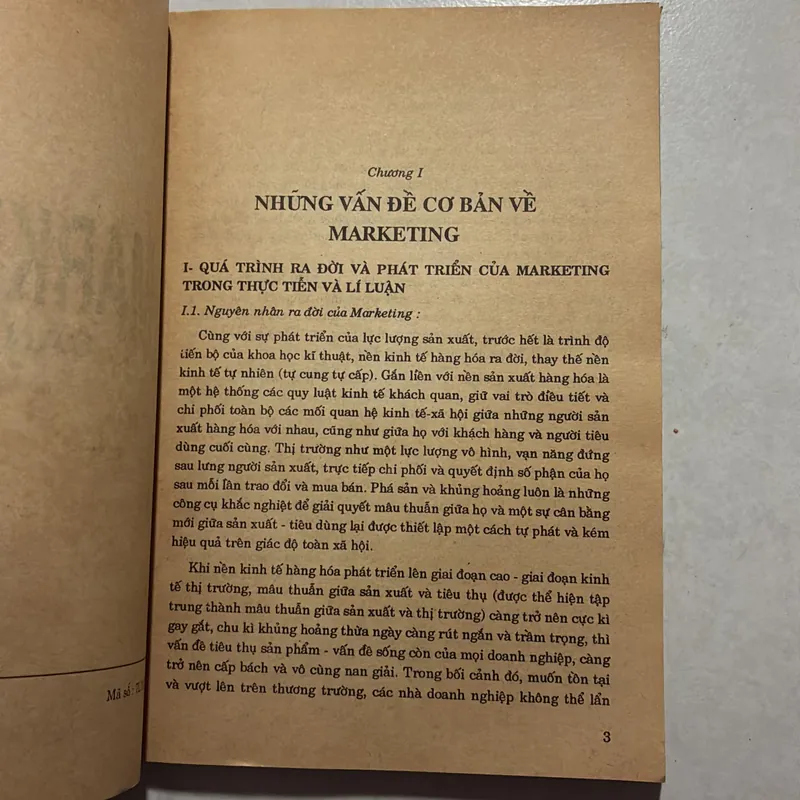 Chương I
NHỮNG VẤN ĐỀ CƠ BẢN VỀ
MARKETING
I- QUÁ TRÌNH RA ĐỜI VÀ PHÁT TRIỂN CỦA MARKETING
TRONG THỰC TIỄN VÀ LÍ LUẬN
I.1. Nguyên nhân ra đời của Marketing :
Cùng với sự phát triển của lực lượng sản xuất, trước hết là trình độ
tiến bộ của khoa học kĩ thuật, nền kinh tế hàng hóa ra đời, thay thế nền
kinh tế tự nhiên (tự cung tự cấp). Gắn liền với nền sản xuất hàng hóa là
một hệ thống các quy luật kinh tế khách quan, giữ vai trò điều tiết và
chi phối toàn bộ các mối quan hệ kinh tế-xã hội giữa những người sản
xuất hàng hóa với nhau, cũng như giữa họ với khách hàng và người tiêu
dùng cuối cùng. Thị trường như một lực lượng vô hình, vạn năng đứng
sau lưng người sản xuất, trực tiếp chi phối và quyết định số phận của họ
sau mỗi lần trao đổi và mua bán. Phá sản và khủng hoảng luôn là những
công cụ khắc nghiệt để giải quyết mâu thuẫn giữa họ và một sự cân bằng
mới giữa sản xuất - tiêu dùng lại được thiết lập một cách tự phát và kém
hiệu quả trên giác độ toàn xã hội.
Khi nền kinh tế hàng hóa phát triển lên giai đoạn cao - giai đoạn kinh
tế thị trường, mâu thuẫn giữa sản xuất và tiêu thụ (được thể hiện tập
trung thành mâu thuẫn giữa sản xuất và thị trường) càng trở nên cực kì
gay gắt, chu kì khủng hoảng thừa ngày càng rút ngắn và trầm trọng, thì
vấn đề tiêu thụ sản phẩm - vấn đề sống còn của mọi doanh nghiệp, càng
trở nên cấp bách và vô cùng nan giải. Trong bối cảnh đó, muốn tồn tại
và vượt lên trên thương trường, các nhà doanh nghiệp không thể lẩn
3
Mã số